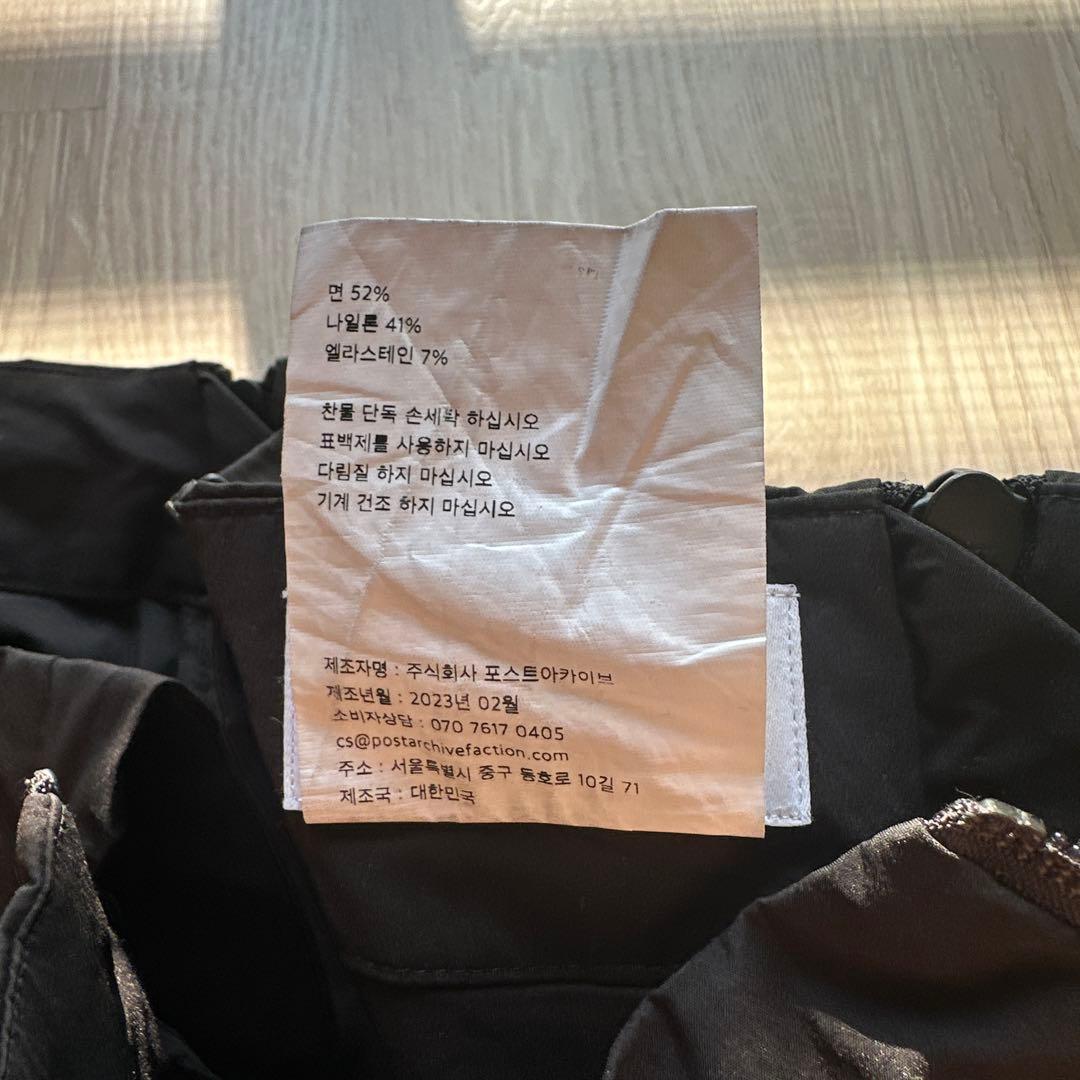 면 52%
나일론 41%
엘라스테인 7%
찬물 단독 손세탁 하십시오
표백제를 사용하지 마십시오
다림질 하지 마십시오
기계 건조 하지 마십시오
제조자명 : 주식회사 포스트아카이브
제조년월 : 2023년 02월
소비자상담 : 070 7617 0405
cs@postarchivefaction.com
주소 : 서울특별시 중구 동호로 10길 71
제조국 : 대한민국